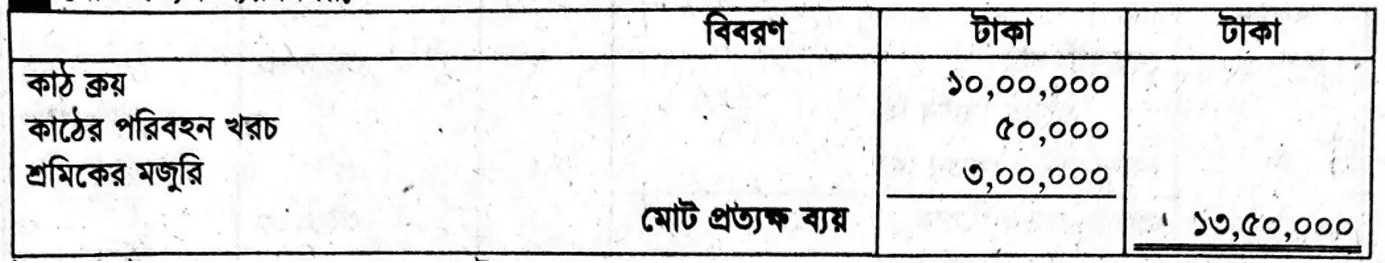 বিবরণ টাকা টাকা
কাঠ ক্রয় ১০,০০,০০০
কাঠের পরিবহন খরচ ৫০,০০০
শ্রমিকের মজুরি ৩,০০,০০০
মোট প্রত্যক্ষ ব্যয় ১৩,৫০,০০০